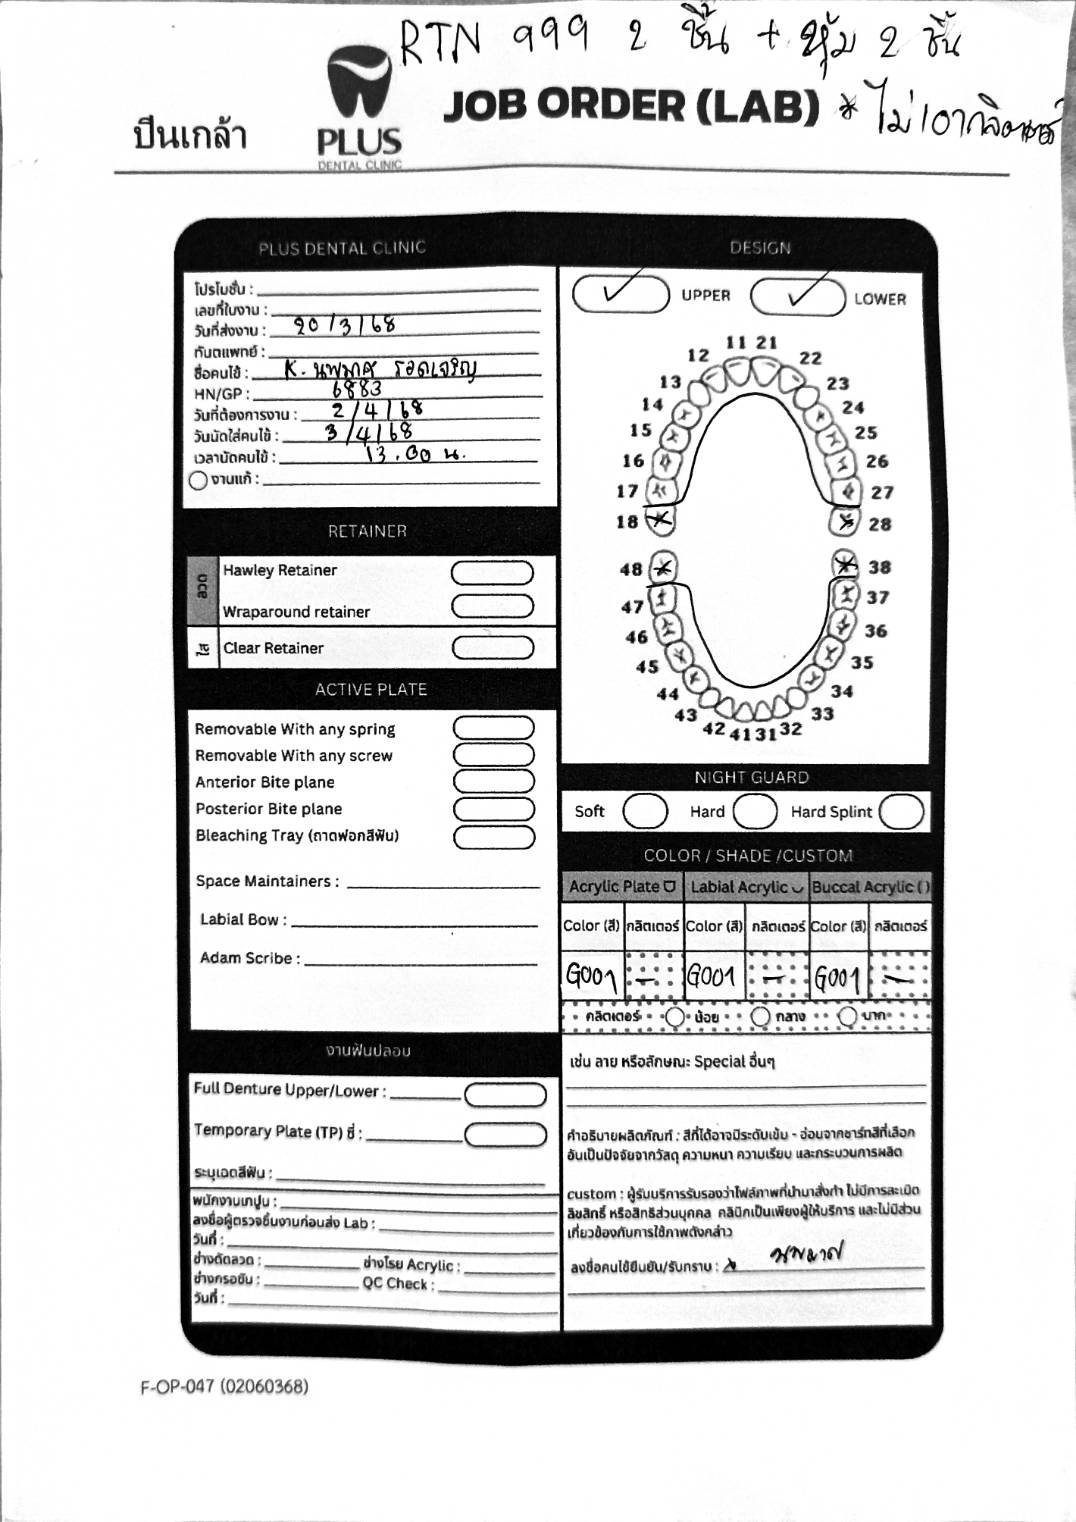 RTN 999 2 ชิ้น + หุ้ม 2 ชิ้น
ปิ่นเกล้า
PLUS
DENTAL CLINIC
JOB ORDER (LAB) * ไม่เอากลิตเตอร์
PLUS DENTAL CLINIC
โปรโมชั่น :
เลขที่ใบงาน :
วันที่ส่งงาน : 20/3/68
ทันตแพทย์ :
ชื่อคนไข้ : K. นพมาศ รอดเจริญ
HN/GP : 6883
วันที่ต้องการงาน : 2/4/68
วันนัดใส่คนไข้ : 3/4/68
เวลานัดคนไข้ : 13.00 น.
งานแก้ :
RETAINER
ลวด
Hawley Retainer
Wraparound retainer
ใส
Clear Retainer
ACTIVE PLATE
Removable With any spring
Removable With any screw
Anterior Bite plane
Posterior Bite plane
Bleaching Tray (ถาดฟอกสีฟัน)
Space Maintainers :
Labial Bow :
Adam Scribe :
งานฟันปลอม
Full Denture Upper/Lower :
Temporary Plate (TP) ซี่ :
ระบุเฉดสีฟัน :
พนักงานเทปูน :
ลงชื่อผู้ตรวจชิ้นงานก่อนส่ง Lab :
วันที่ :
ช่างดัดลวด : ช่างโรย Acrylic :
ช่างกรอขัน : QC Check :
วันที่ :
DESIGN
✓ UPPER ✓ LOWER
11 21
12 22
13 23
14 24
15 25
16 26
17 27
18 28
48 38
47 37
46 36
45 35
44 34
43 33
42 41 31 32
NIGHT GUARD
Soft Hard Hard Splint
COLOR / SHADE /CUSTOM
Acrylic Plate Labial Acrylic Buccal Acrylic ( )
Color (สี) กลิตเตอร์ Color (สี) กลิตเตอร์ Color (สี) กลิตเตอร์
G001 — G001 — G001 —
กลิตเตอร์ น้อย กลาง มาก
เช่น ลาย หรือลักษณะ Special อื่นๆ
คำอธิบายผลิตภัณฑ์ : สีที่ได้อาจมีระดับเข้ม - อ่อนจากชาร์ทสีที่เลือก
อันเป็นปัจจัยจากวัสดุ ความหนา ความเรียบ และกระบวนการผลิต
custom : ผู้รับบริการรับรองว่าไฟล์ภาพที่นำมาสั่งทำ ไม่มีการละเมิด
ลิขสิทธิ์ หรือสิทธิส่วนบุคคล คลินิกเป็นเพียงผู้ให้บริการ และไม่มีส่วน
เกี่ยวข้องกับการใช้ภาพดังกล่าว
ลงชื่อคนไข้ยืนยัน/รับทราบ : x นพมาศ
F-OP-047 (02060368)